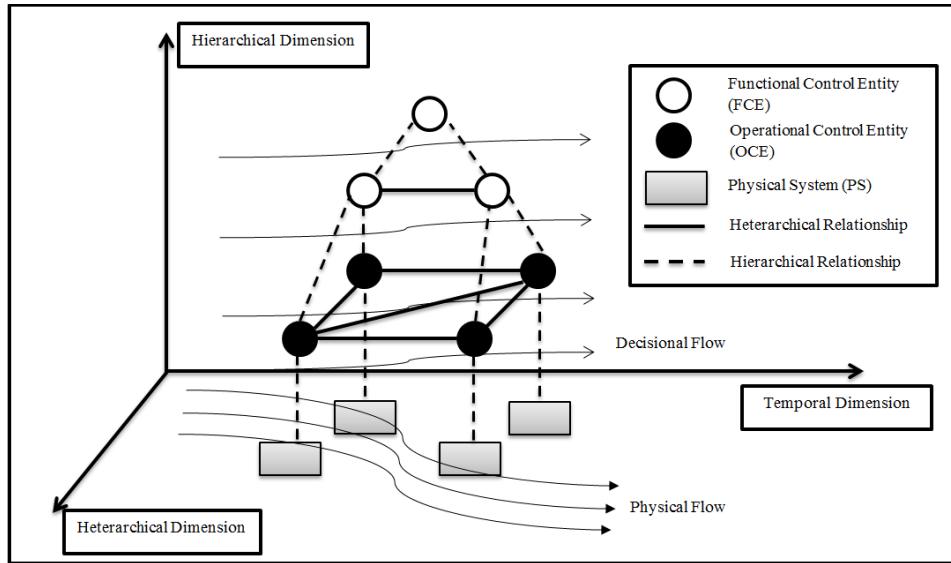 Hierarchical Dimension
Functional Control Entity
(FCE)
Operational Control Entity
(OCE)
Physical System (PS)
Heterarchical Relationship
Hierarchical Relationship
Decisional Flow
Temporal Dimension
Physical Flow
Heterarchical Dimension